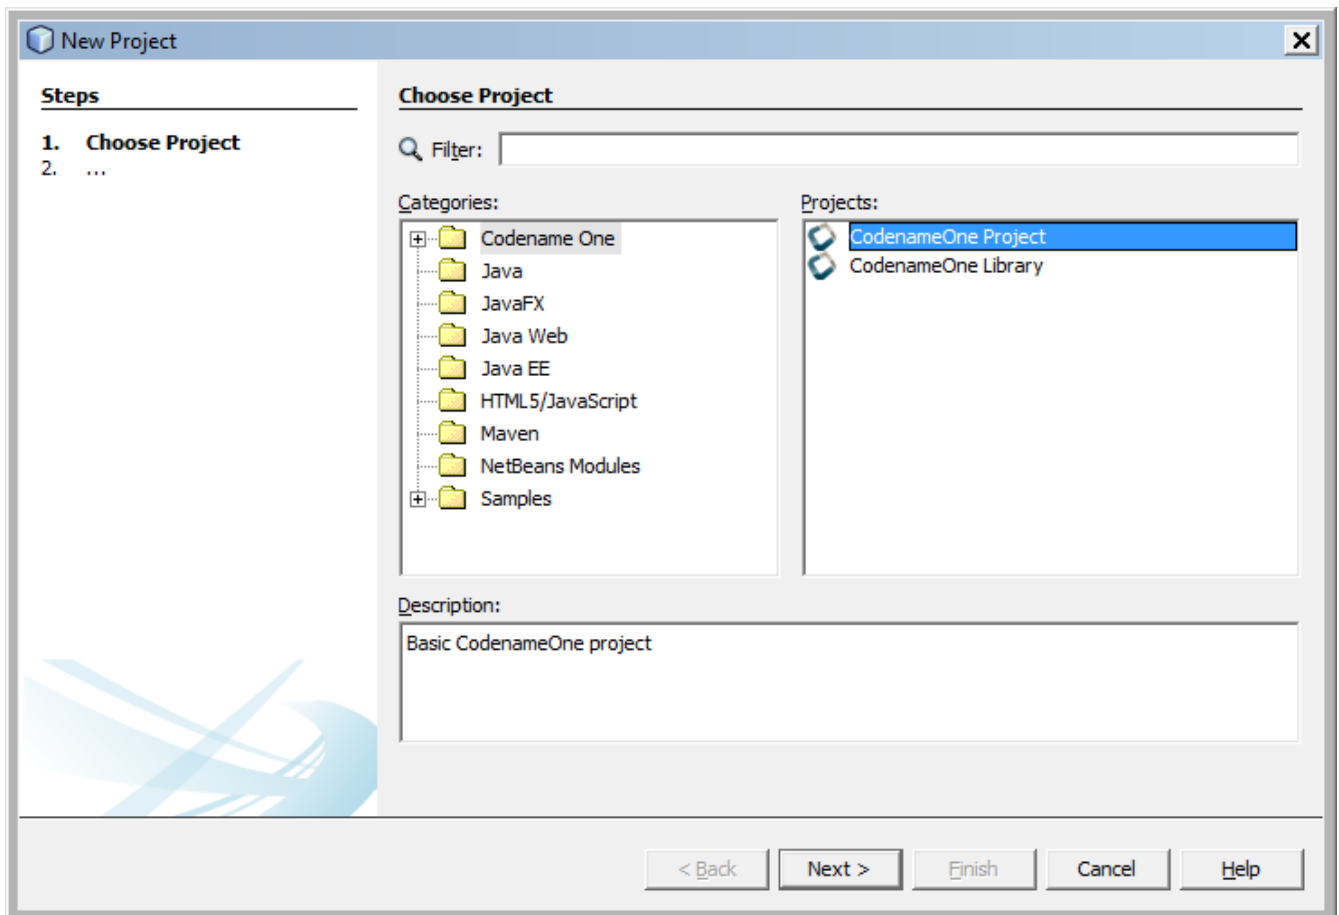 New Project
Steps
1. Choose Project
2. ...
Choose Project
Filter:
Categories:
Codename One
Java
JavaFX
Java Web
Java EE
HTML5/JavaScript
Maven
NetBeans Modules
Samples
Projects:
CodenameOne Project
CodenameOne Library
Description:
Basic CodenameOne project
< Back
Next >
Finish
Cancel
Help